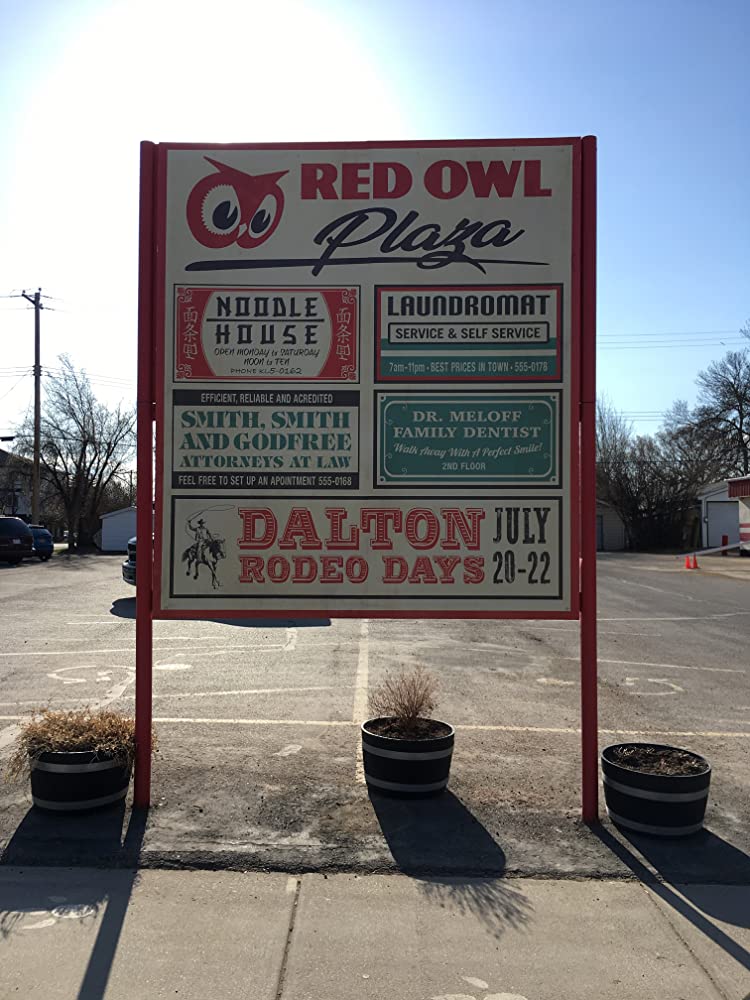 RED OWL
Plaza
NOODLE
HOUSE
OPEN MONDAY to SATURDAY
NOON to TEN
PHONE KL5-0162
LAUNDROMAT
SERVICE & SELF SERVICE
7am-11pm · BEST PRICES IN TOWN · 555-0178
EFFICIENT, RELIABLE AND ACCREDITED
SMITH, SMITH
AND GODFREE
ATTORNEYS AT LAW
FEEL FREE TO SET UP AN APOINTMENT 555-0168
DR. MELOFF
FAMILY DENTIST
Walk Away With A Perfect Smile!
2ND FLOOR
DALTON
RODEO DAYS
JULY
20-22